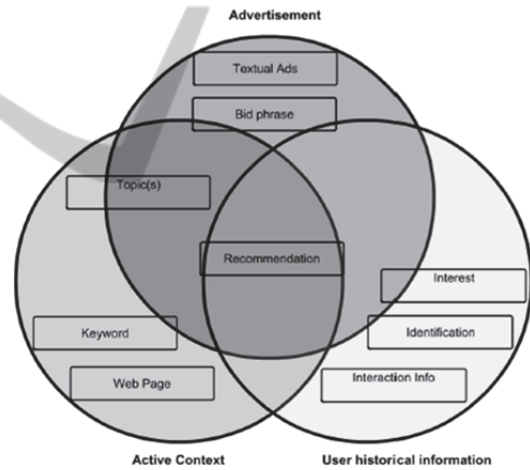 Advertisement
Textual Ads
Bid phrase
Topic(s)
Recommendation
Interest
Keyword
Identification
Web Page
Interaction Info
Active Context
User historical information